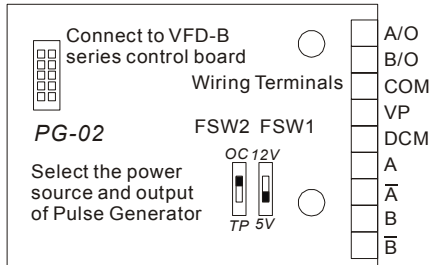 Connect to VFD-B
series control board
Wiring Terminals
PG-02
FSW2 FSW1
OC 12V
Select the power
source and output
of Pulse Generator
TP 5V
A/O
B/O
COM
VP
DCM
A
A̅
B
B̅